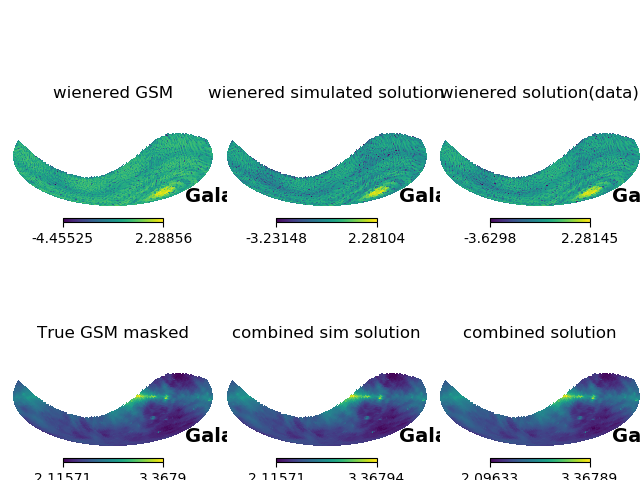 wienered GSM
wienered simulated solution
wienered solution(data)
Gala
Gala
Ga
-4.45525 2.28856
-3.23148 2.28104
-3.6298 2.28145
True GSM masked
combined sim solution
combined solution
Gala
Gala
Ga
2.11571 3.3679
2.11571 3.36794
2.09633 3.36789